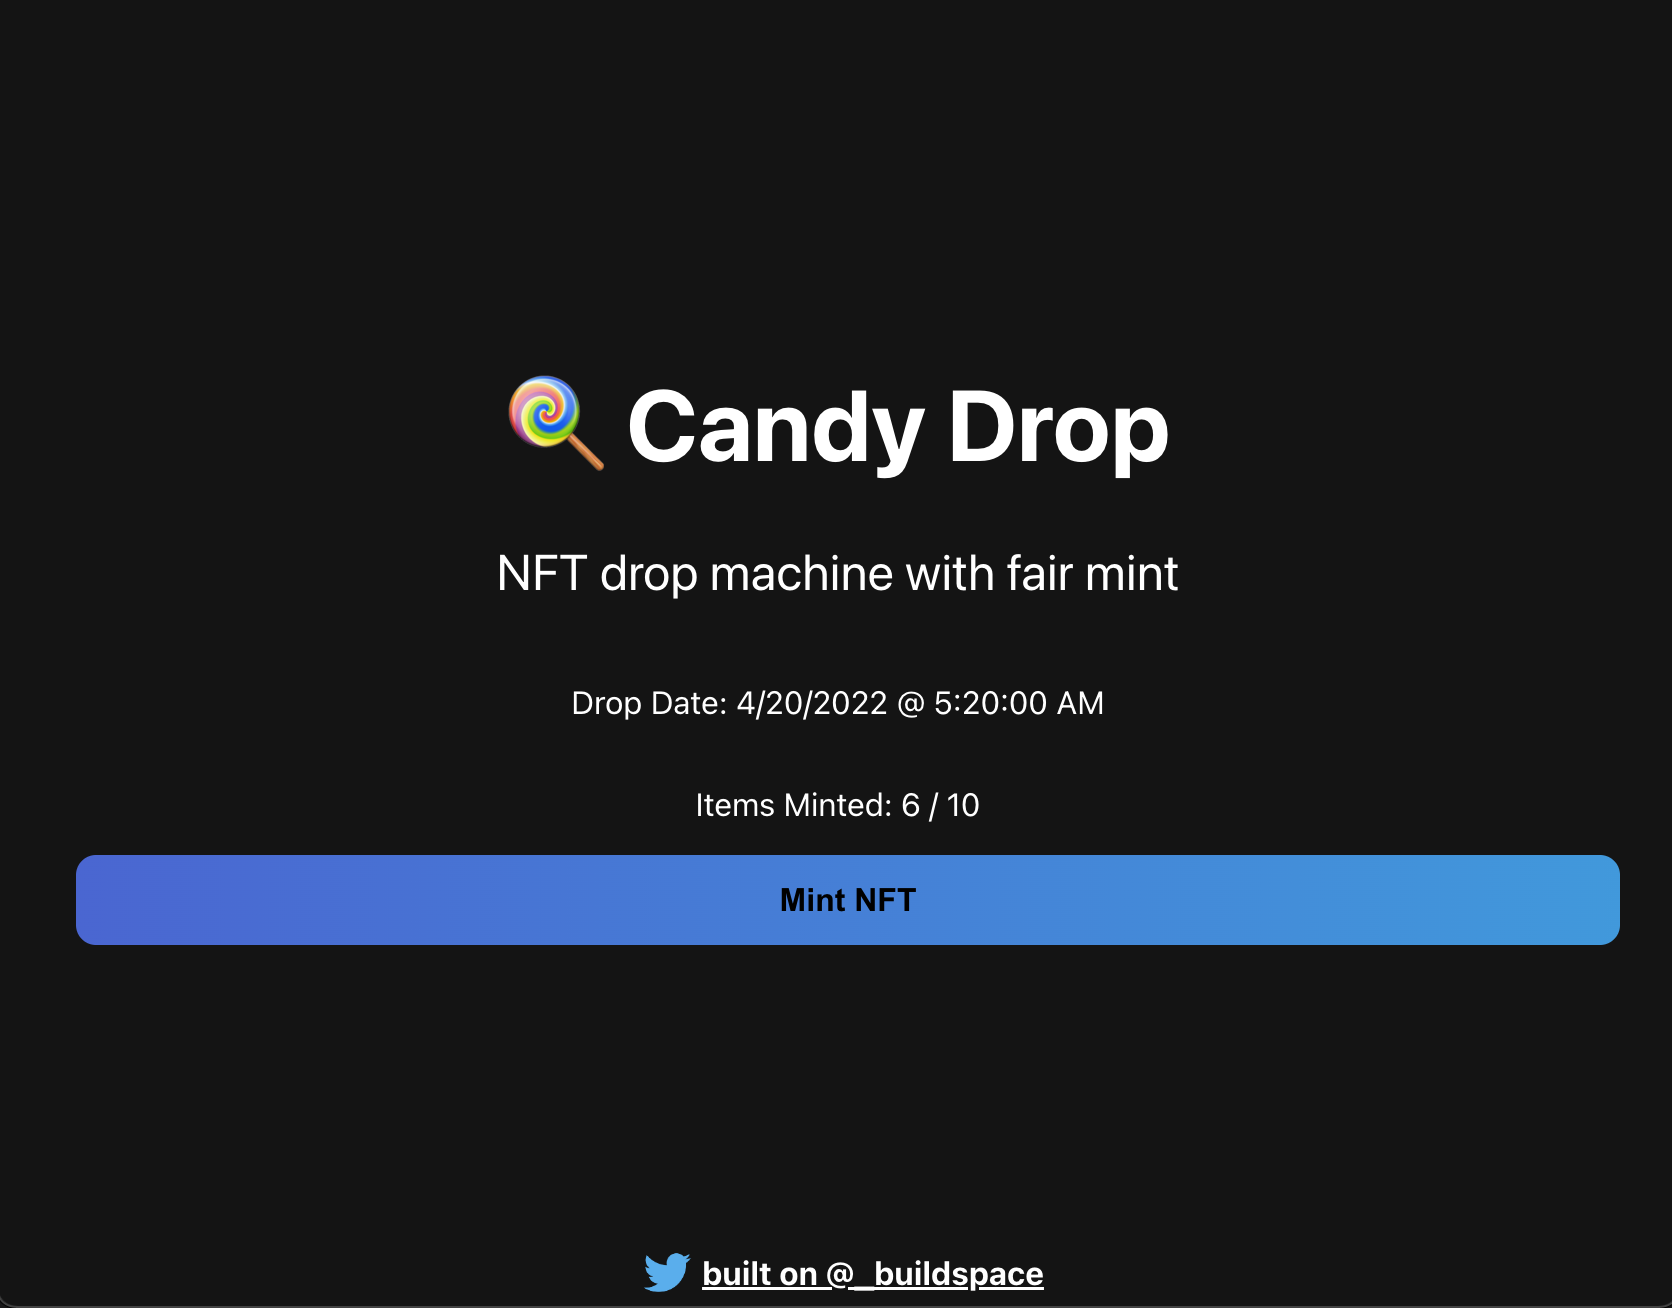 🍭 Candy Drop
NFT drop machine with fair mint
Drop Date: 4/20/2022 @ 5:20:00 AM
Items Minted: 6 / 10
Mint NFT
built on @_buildspace